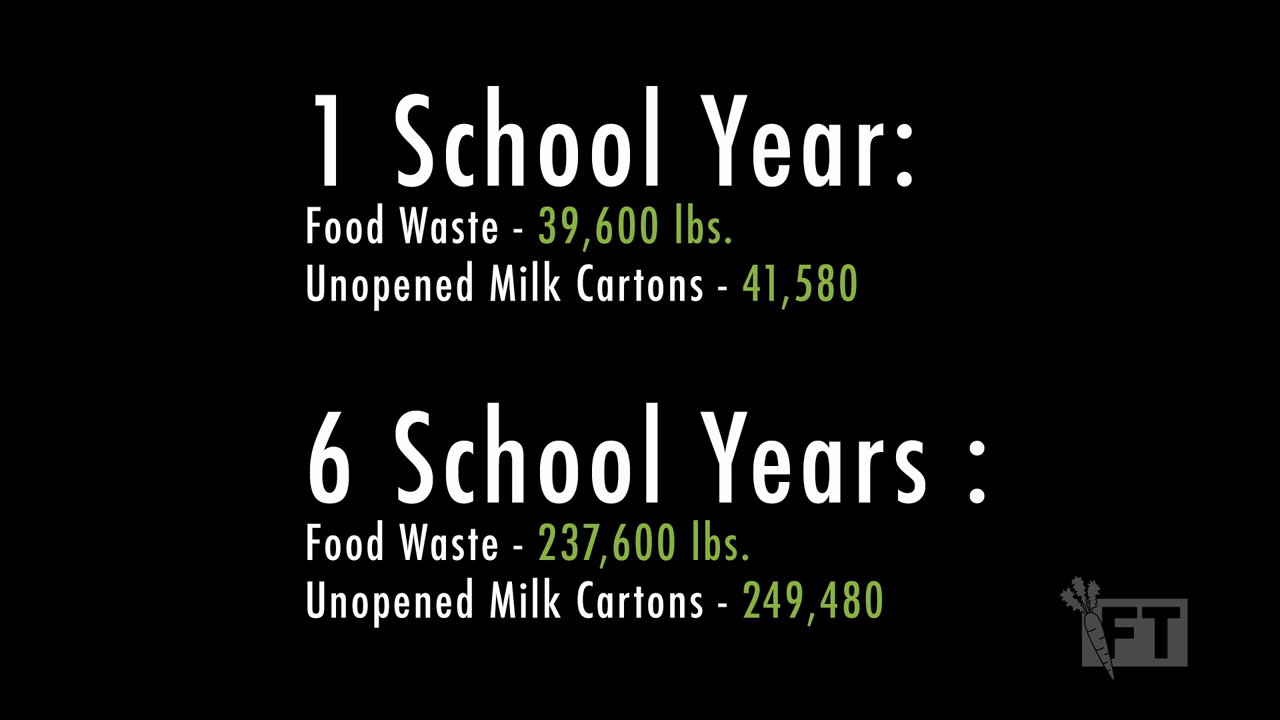 1 School Year:
Food Waste - 39,600 lbs.
Unopened Milk Cartons - 41,580
6 School Years :
Food Waste - 237,600 lbs.
Unopened Milk Cartons - 249,480
FT